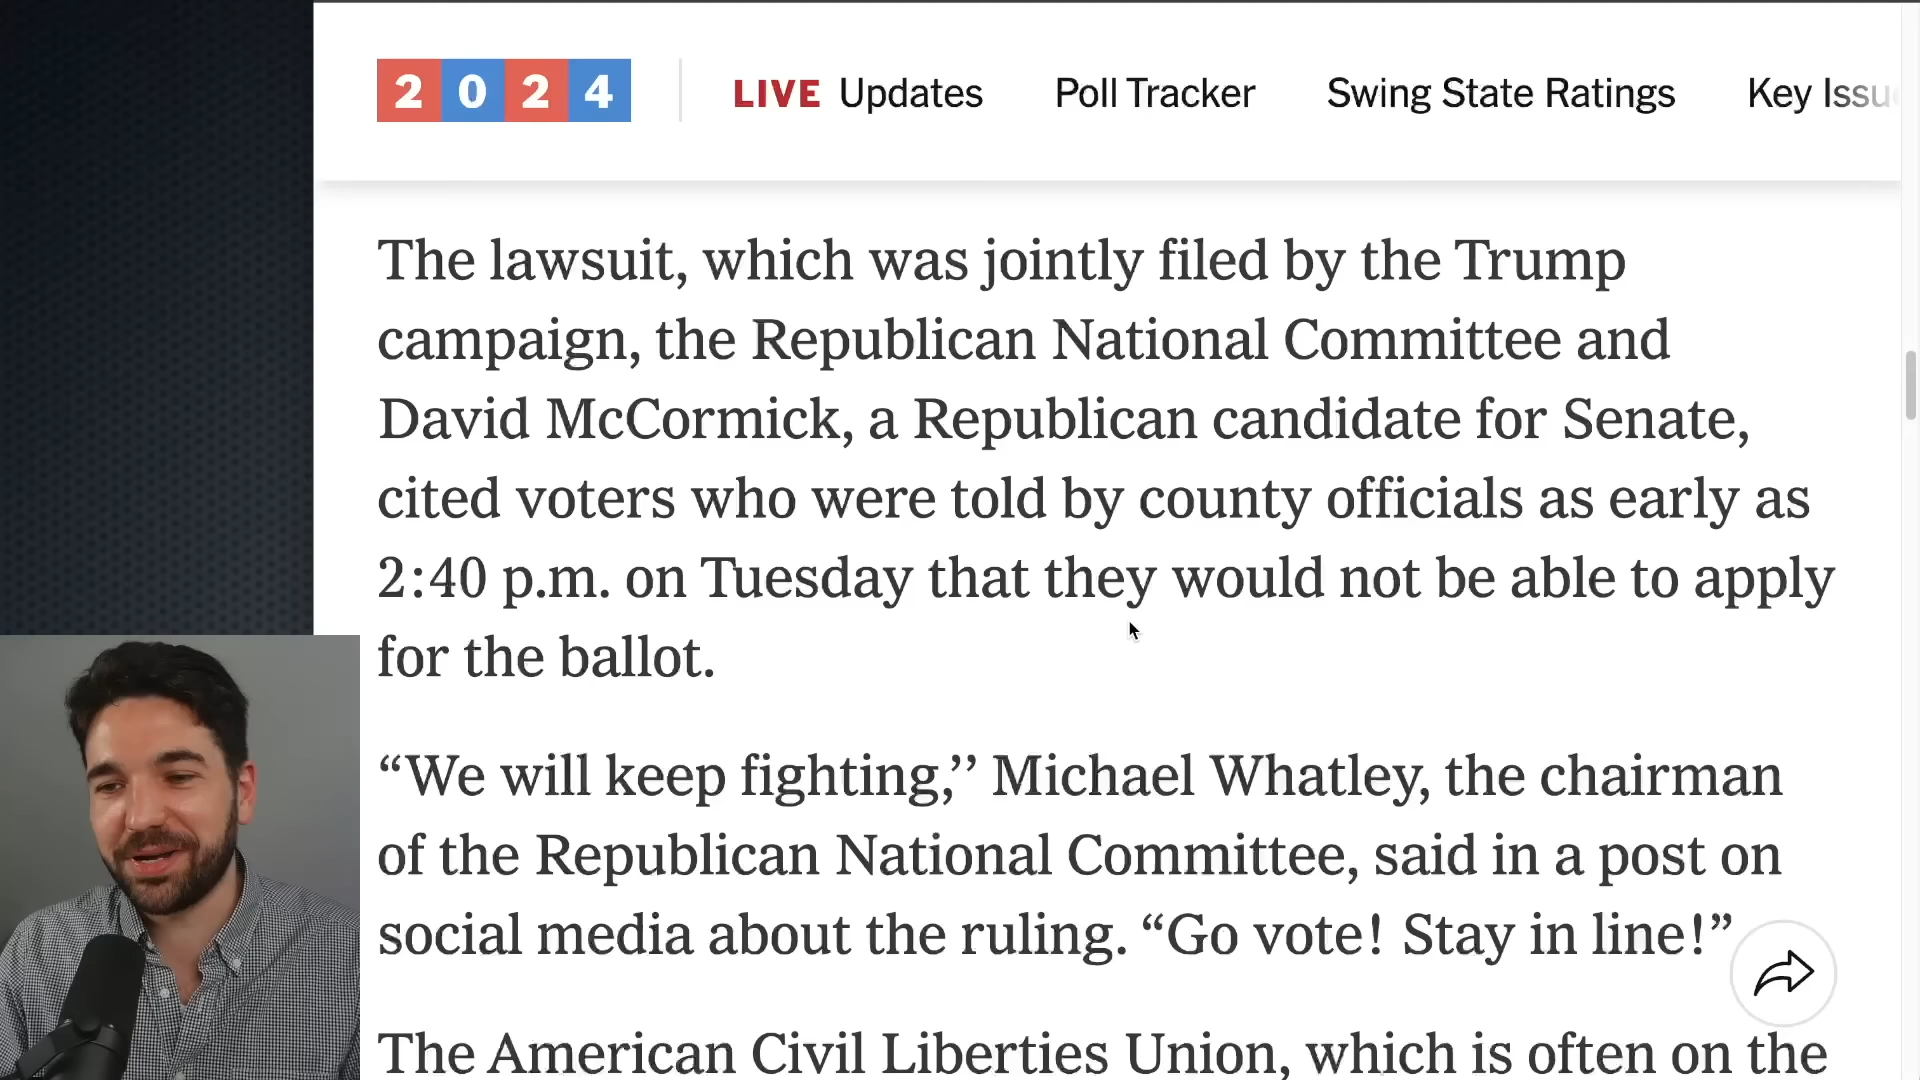 2024 LIVE Updates Poll Tracker Swing State Ratings Key Issu
The lawsuit, which was jointly filed by the Trump
campaign, the Republican National Committee and
David McCormick, a Republican candidate for Senate,
cited voters who were told by county officials as early as
2:40 p.m. on Tuesday that they would not be able to apply
for the ballot.
“We will keep fighting,’’ Michael Whatley, the chairman
of the Republican National Committee, said in a post on
social media about the ruling. “Go vote! Stay in line!”
The American Civil Liberties Union, which is often on the